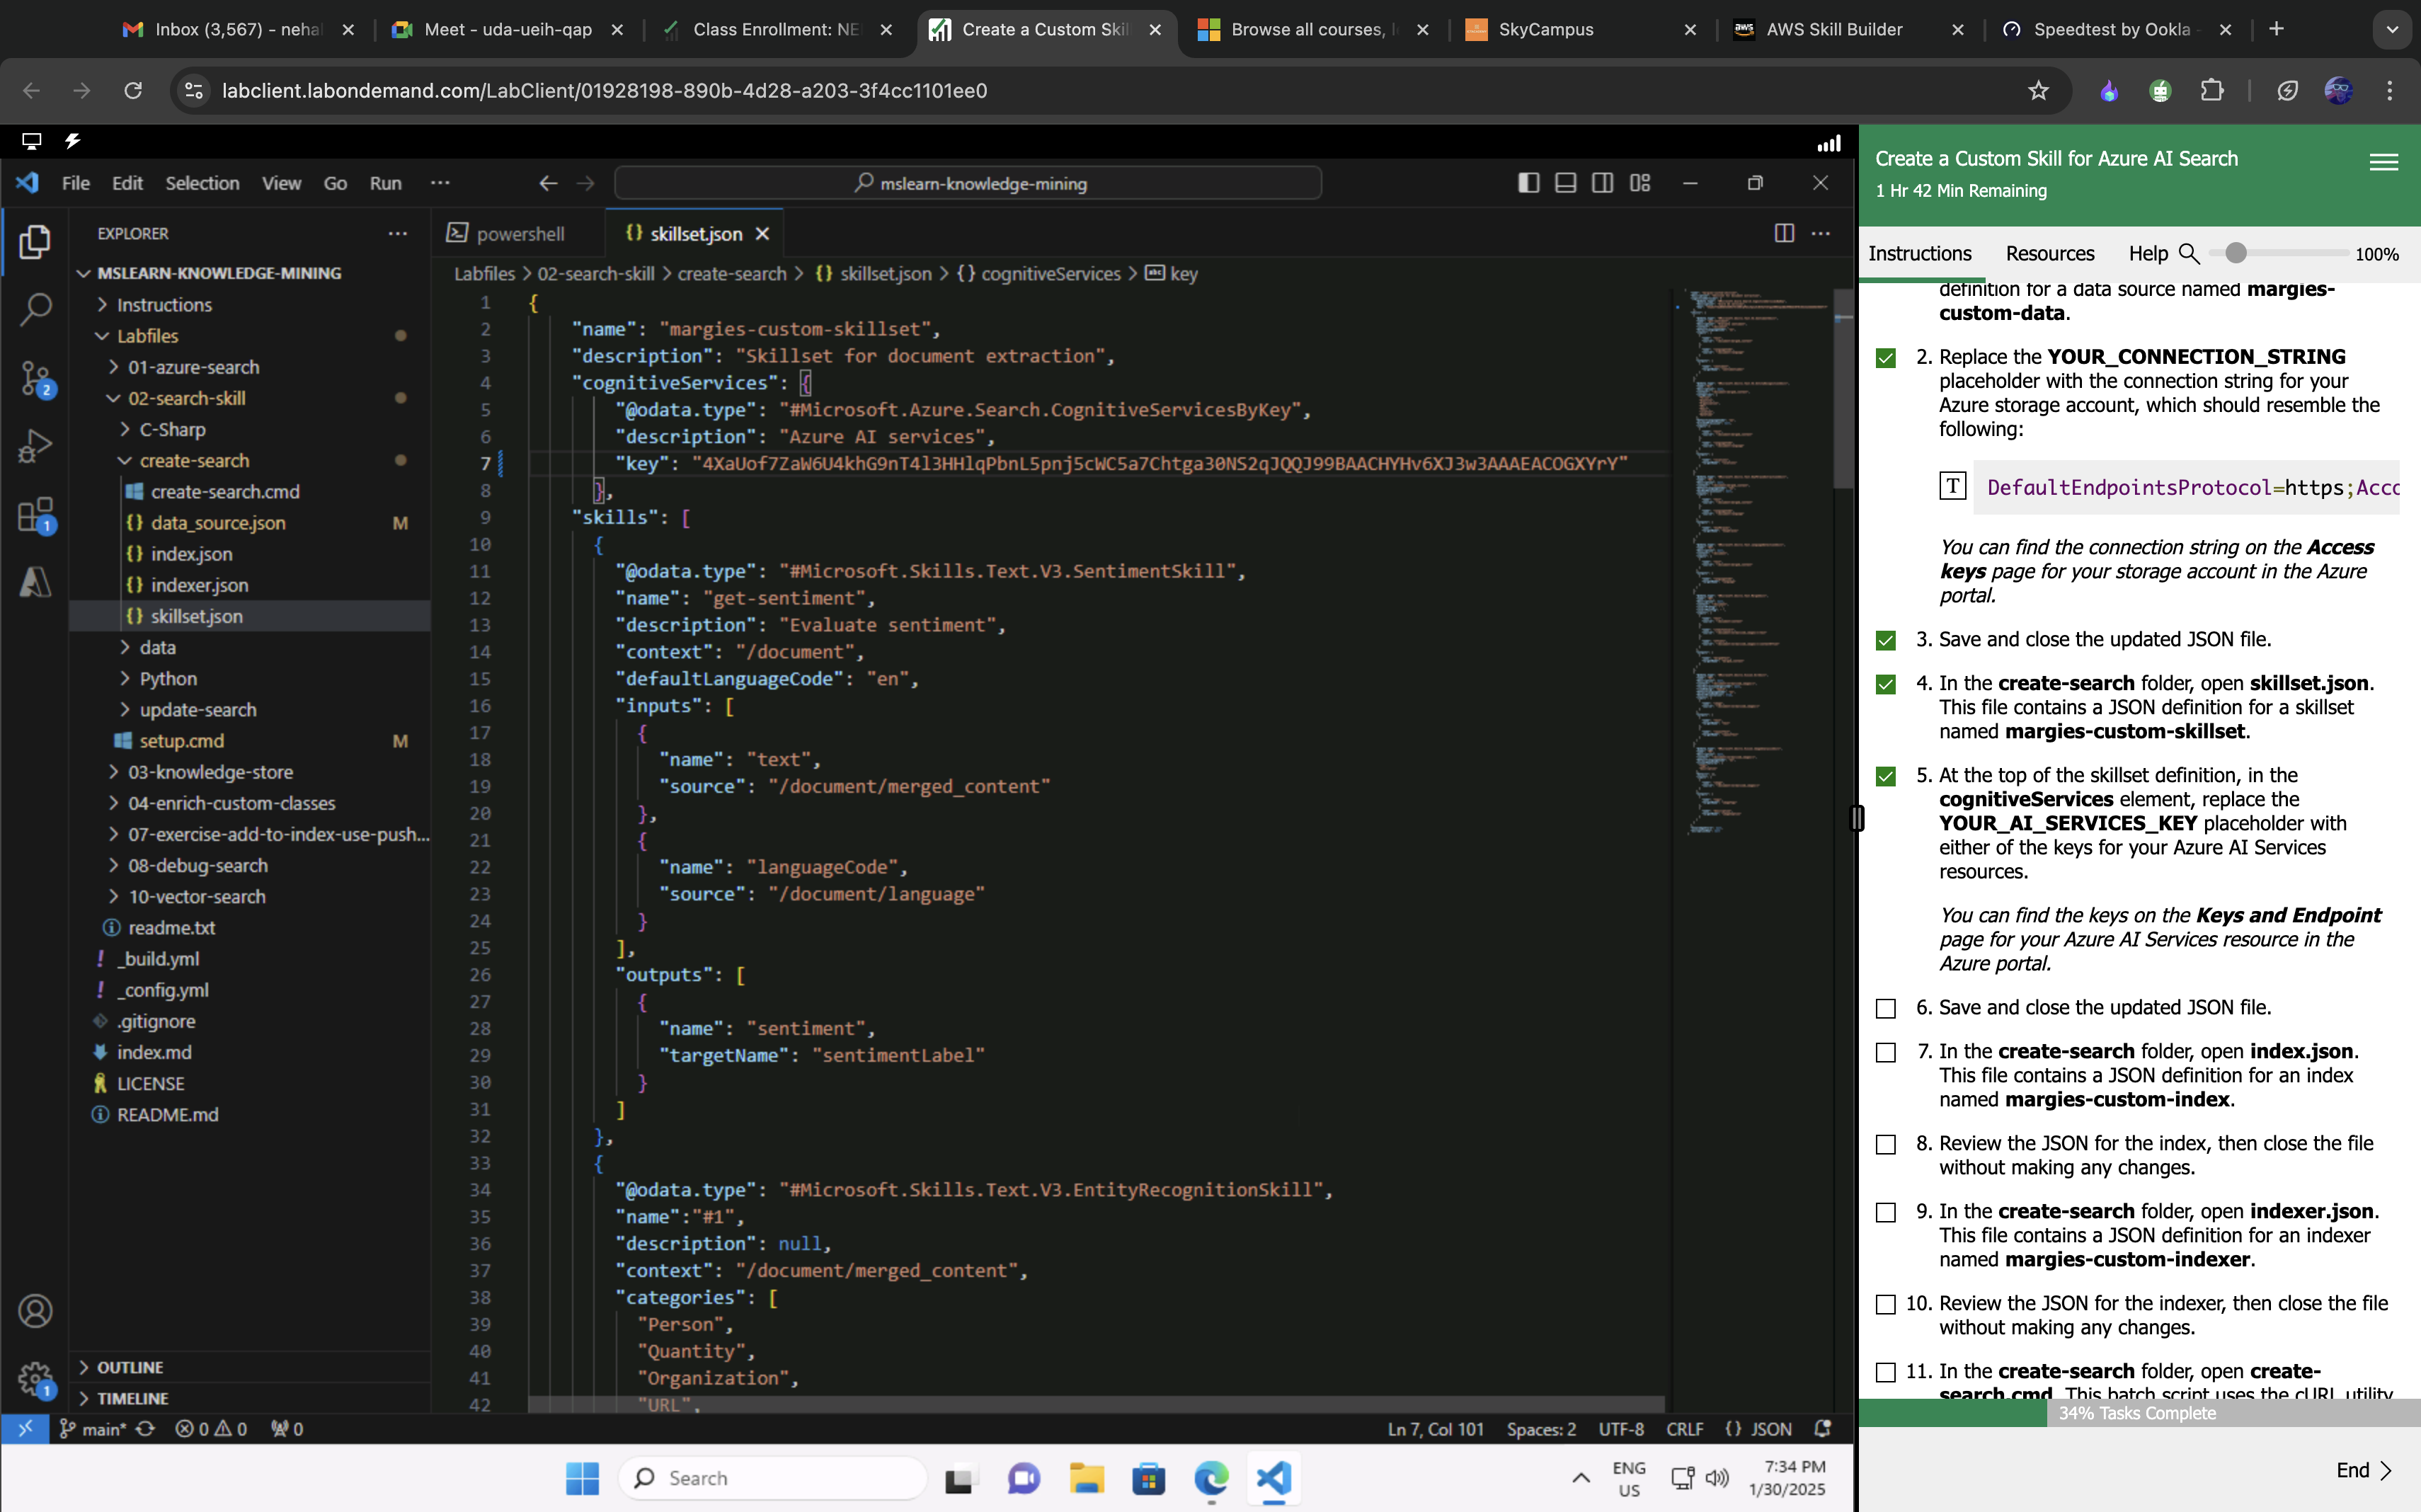 Inbox (3,567) - neha
Meet - uda-ueih-qap
Class Enrollment: NE
Create a Custom Skil
Browse all courses, l
SkyCampus
aws
AWS Skill Builder
Speedtest by Ookla -
labclient.labondemand.com/LabClient/01928198-890b-4d28-a203-3f4cc1101ee0
File Edit Selection View Go Run ···
mslearn-knowledge-mining
EXPLORER
MSLEARN-KNOWLEDGE-MINING
Instructions
Labfiles
01-azure-search
02-search-skill
C-Sharp
create-search
create-search.cmd
data_source.json M
index.json
indexer.json
skillset.json
data
Python
update-search
setup.cmd M
03-knowledge-store
04-enrich-custom-classes
07-exercise-add-to-index-use-push...
08-debug-search
10-vector-search
readme.txt
_build.yml
_config.yml
.gitignore
index.md
LICENSE
README.md
OUTLINE
TIMELINE
2
1
1
powershell
{} skillset.json
Labfiles > 02-search-skill > create-search > {} skillset.json > {} cognitiveServices > abc key
1 {
2 "name": "margies-custom-skillset",
3 "description": "Skillset for document extraction",
4 "cognitiveServices": {
5 "@odata.type": "#Microsoft.Azure.Search.CognitiveServicesByKey",
6 "description": "Azure AI services",
7 "key": "4XaUof7ZaW6U4khG9nT4l3HHlqPbnL5pnj5cWC5a7Chtga30NS2qJQQJ99BAACHYHv6XJ3w3AAAEACOGXYrY"
8 },
9 "skills": [
10 {
11 "@odata.type": "#Microsoft.Skills.Text.V3.SentimentSkill",
12 "name": "get-sentiment",
13 "description": "Evaluate sentiment",
14 "context": "/document",
15 "defaultLanguageCode": "en",
16 "inputs": [
17 {
18 "name": "text",
19 "source": "/document/merged_content"
20 },
21 {
22 "name": "languageCode",
23 "source": "/document/language"
24 }
25 ],
26 "outputs": [
27 {
28 "name": "sentiment",
29 "targetName": "sentimentLabel"
30 }
31 ]
32 },
33 {
34 "@odata.type": "#Microsoft.Skills.Text.V3.EntityRecognitionSkill",
35 "name":"#1",
36 "description": null,
37 "context": "/document/merged_content",
38 "categories": [
39 "Person",
40 "Quantity",
41 "Organization",
42 "URL",
main* 0 0 0
Ln 7, Col 101 Spaces: 2 UTF-8 CRLF {} JSON
Search
ENG
US
7:34 PM
1/30/2025
Create a Custom Skill for Azure AI Search
1 Hr 42 Min Remaining
Instructions Resources Help 100%
definition for a data source named margies-
custom-data.
2. Replace the YOUR_CONNECTION_STRING
placeholder with the connection string for your
Azure storage account, which should resemble the
following:
T DefaultEndpointsProtocol=https;Acco
You can find the connection string on the Access
keys page for your storage account in the Azure
portal.
3. Save and close the updated JSON file.
4. In the create-search folder, open skillset.json.
This file contains a JSON definition for a skillset
named margies-custom-skillset.
5. At the top of the skillset definition, in the
cognitiveServices element, replace the
YOUR_AI_SERVICES_KEY placeholder with
either of the keys for your Azure AI Services
resources.
You can find the keys on the Keys and Endpoint
page for your Azure AI Services resource in the
Azure portal.
6. Save and close the updated JSON file.
7. In the create-search folder, open index.json.
This file contains a JSON definition for an index
named margies-custom-index.
8. Review the JSON for the index, then close the file
without making any changes.
9. In the create-search folder, open indexer.json.
This file contains a JSON definition for an indexer
named margies-custom-indexer.
10. Review the JSON for the indexer, then close the file
without making any changes.
11. In the create-search folder, open create-
search.cmd. This batch script uses the cURL utility
34% Tasks Complete
End